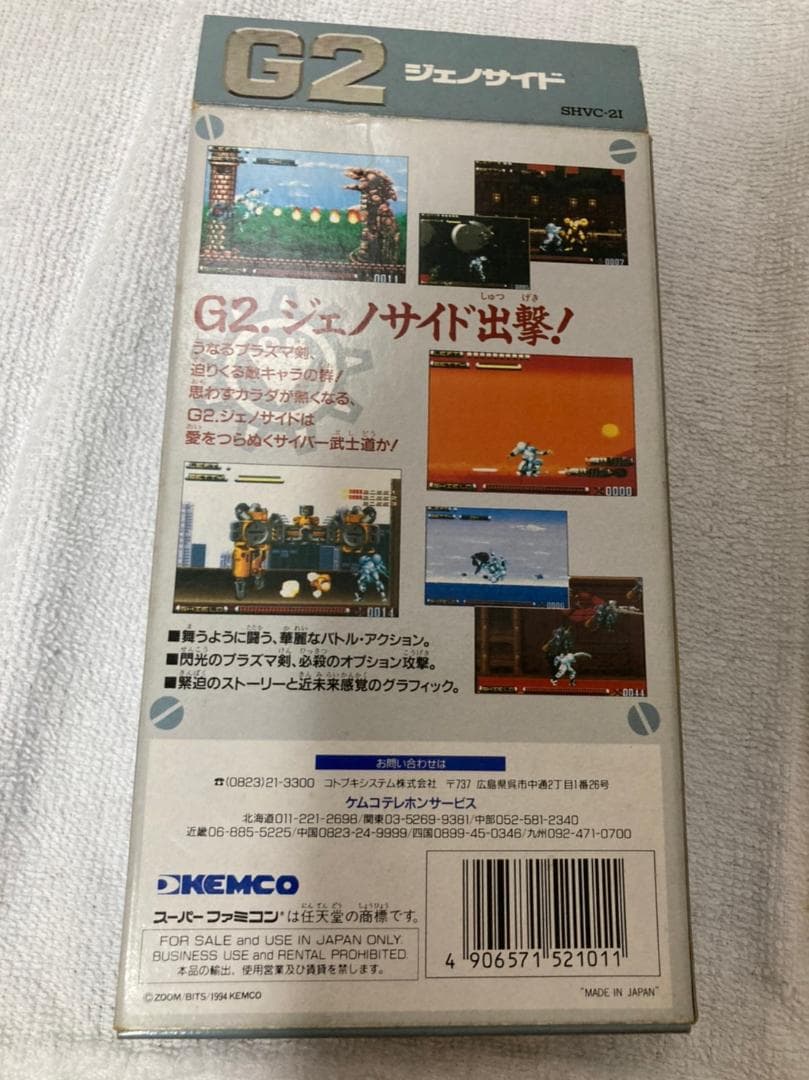 G2 ジェノサイド
SHVC-2I
0011
0007
しゅつ げき
G2.ジェノサイド出撃!
うなるプラズマ剣、
迫りくる敵キャラの群!
思わずカラダが熱くなる、
G2.ジェノサイドは
愛をつらぬくサイバー武士道か!
SHIELD
0000
SHIELD
0014
SHIELD
0044
■舞うように闘う、華麗なバトル・アクション。
■閃光のプラズマ剣、必殺のオプション攻撃。
■緊迫のストーリーと近未来感覚のグラフィック。
お問い合わせは
☎(0823)21-3300 コトブキシステム株式会社 〒737 広島県呉市中通2丁目1番26号
ケムコテレホンサービス
北海道011-221-2698/関東03-5269-9381/中部052-581-2340
近畿06-885-5225/中国0823-24-9999/四国0899-45-0346/九州092-471-0700
KEMCO
スーパーファミコン®は任天堂の商標です。
FOR SALE and USE IN JAPAN ONLY.
BUSINESS USE and RENTAL PROHIBITED.
本品の輸出、使用営業及び賃貸を禁じます。
4 906571 521011
©ZOOM/BITS/1994 KEMCO
"MADE IN JAPAN"